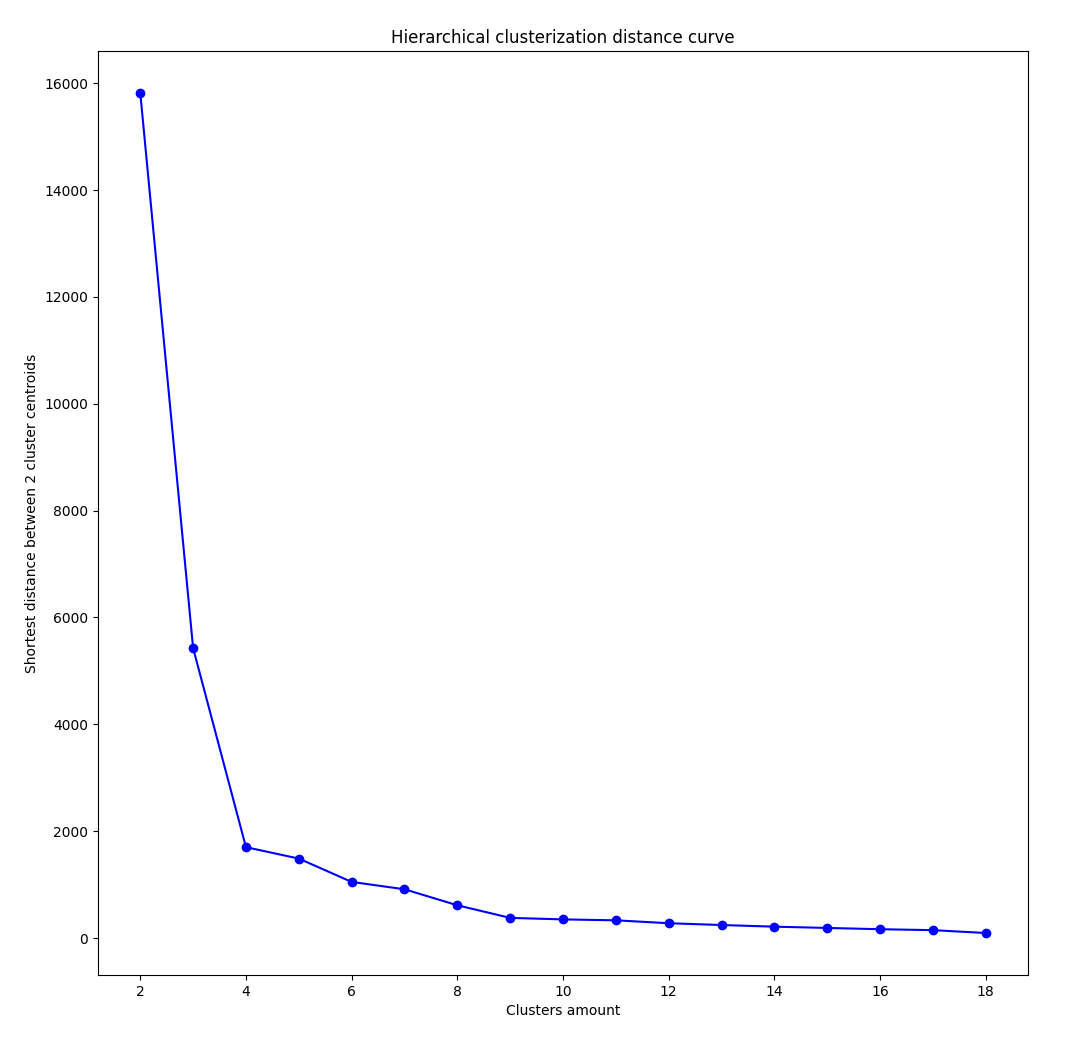 Hierarchical clusterization distance curve
16000
14000
12000
10000
8000
6000
4000
2000
0
Shortest distance between 2 cluster centroids
2 4 6 8 10 12 14 16 18
Clusters amount